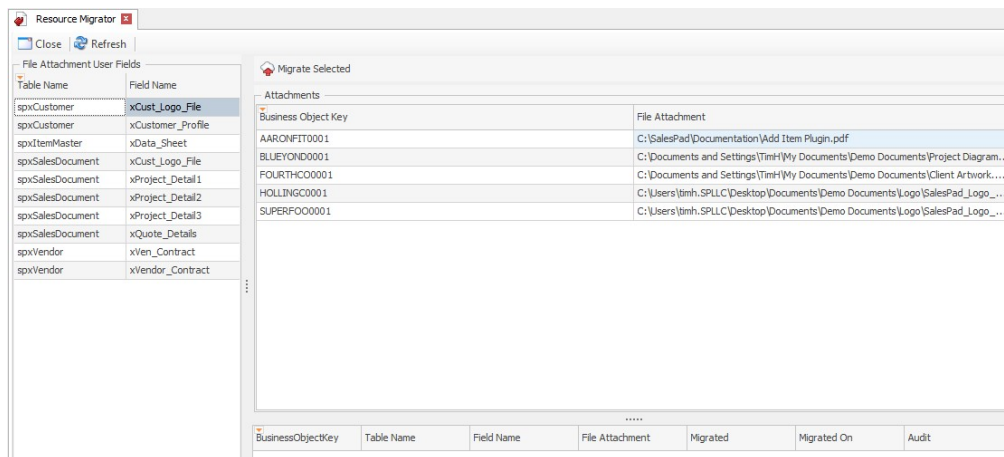 Resource Migrator
Close Refresh
File Attachment User Fields
Table Name Field Name
spxCustomer xCust_Logo_File
spxCustomer xCustomer_Profile
spxItemMaster xData_Sheet
spxSalesDocument xCust_Logo_File
spxSalesDocument xProject_Detail1
spxSalesDocument xProject_Detail2
spxSalesDocument xProject_Detail3
spxSalesDocument xQuote_Details
spxVendor xVen_Contract
spxVendor xVendor_Contract
Migrate Selected
Attachments
Business Object Key File Attachment
AARONFIT0001 C:\SalesPad\Documentation\Add Item Plugin.pdf
BLUEYOND0001 C:\Documents and Settings\TimH\My Documents\Demo Documents\Project Diagram...
FOURTHCO0001 C:\Documents and Settings\TimH\My Documents\Demo Documents\Client Artwork....
HOLLINGC0001 C:\Users\timh.SPLLC\Desktop\Documents\Demo Documents\Logo\SalesPad_Logo_...
SUPERFOO0001 C:\Users\timh.SPLLC\Desktop\Documents\Demo Documents\Logo\SalesPad_Logo_...
BusinessObjectKey Table Name Field Name File Attachment Migrated Migrated On Audit